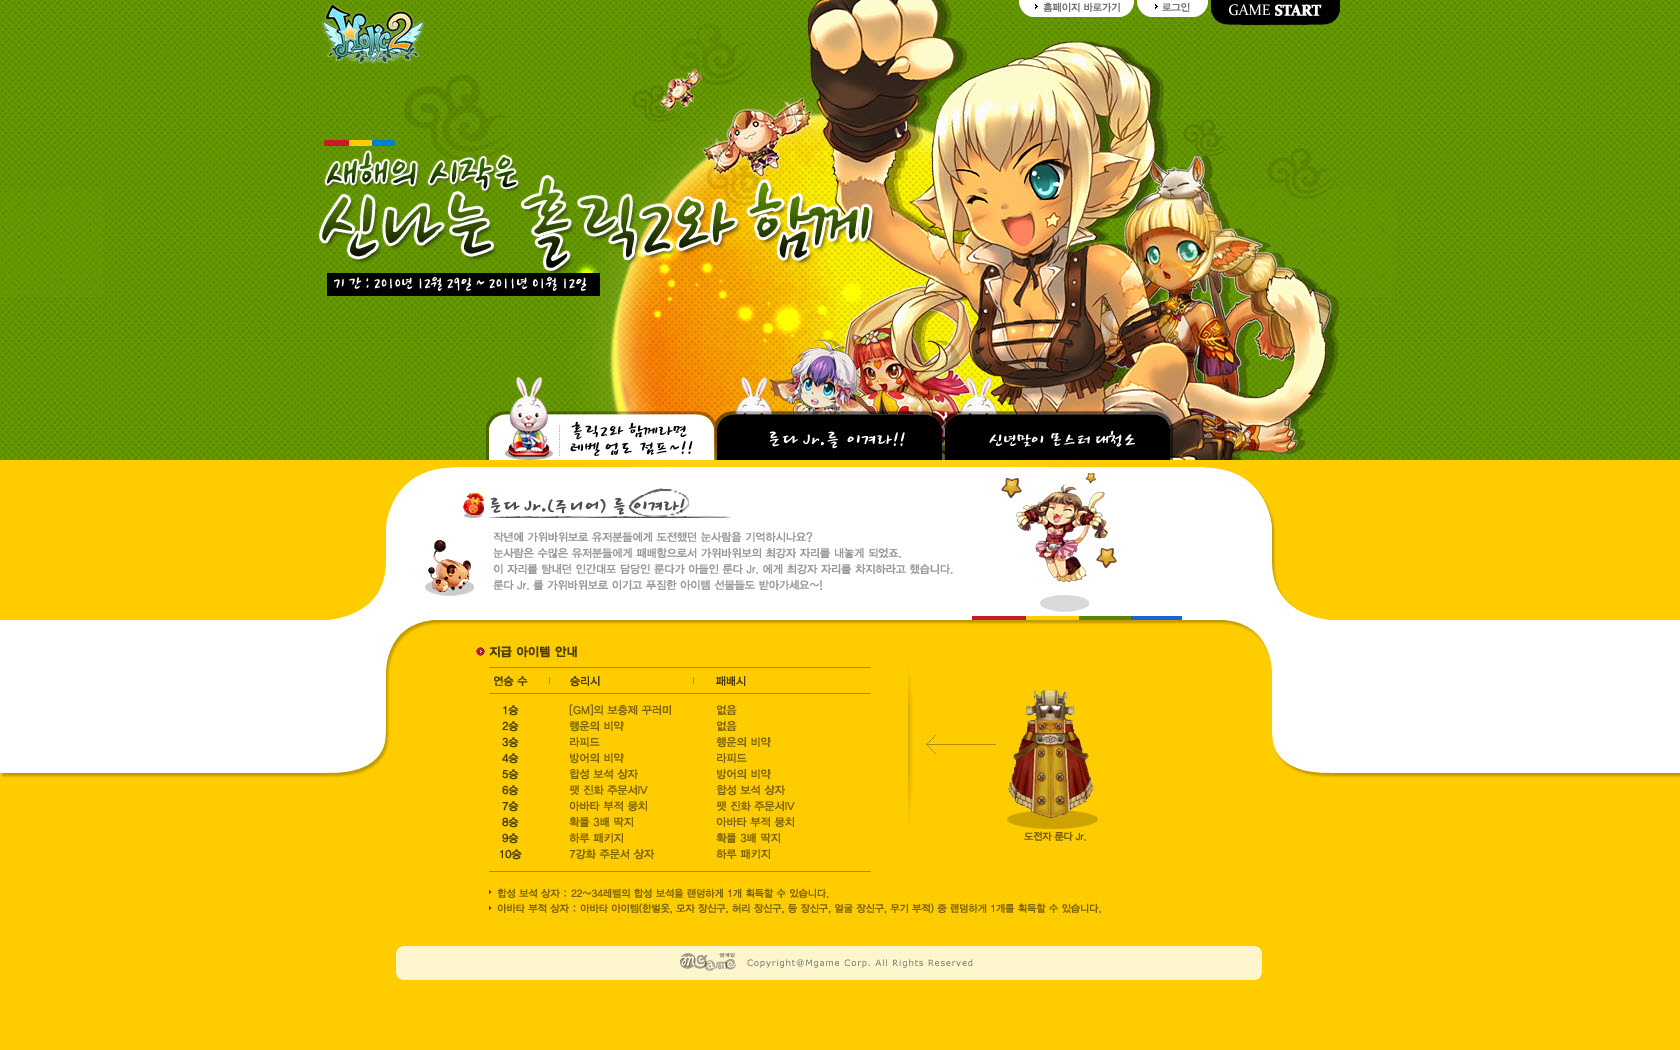 Holic2
홈페이지 바로가기
로그인
GAME START
새해의 시작은
신나는 홀릭2와 함께
기간 : 2010년 12월 29일 ~ 2011년 01월 12일
홀릭2와 함께라면
레벨 업도 점프~!!
룬다 Jr.를 이겨라!!
신년맞이 몬스터 대청소
룬다 Jr.(주니어) 를 이겨라!
작년에 가위바위보로 유저분들에게 도전했던 눈사람을 기억하시나요?
눈사람은 수많은 유저분들에게 패배함으로서 가위바위보의 최강자 자리를 내놓게 되었죠.
이 자리를 탐내던 인간대포 담당인 룬다가 아들인 룬다 Jr. 에게 최강자 자리를 차지하라고 했습니다.
룬다 Jr. 를 가위바위보로 이기고 푸짐한 아이템 선물들도 받아가세요~!
지급 아이템 안내
연승 수 승리시 패배시
1승 [GM]의 보충제 꾸러미 없음
2승 행운의 비약 없음
3승 라피드 행운의 비약
4승 방어의 비약 라피드
5승 합성 보석 상자 방어의 비약
6승 팻 진화 주문서IV 합성 보석 상자
7승 아바타 부적 뭉치 팻 진화 주문서IV
8승 확률 3배 딱지 아바타 부적 뭉치
9승 하루 패키지 확률 3배 딱지
10승 7강화 주문서 상자 하루 패키지
도전자 룬다 Jr.
합성 보석 상자 : 22~34레벨의 합성 보석을 랜덤하게 1개 획득할 수 있습니다.
아바타 부적 상자 : 아바타 아이템(한벌옷, 모자 장신구, 허리 장신구, 등 장신구, 얼굴 장신구, 무기 부적) 중 랜덤하게 1개를 획득할 수 있습니다.
엠게임
mgame
Copyright@Mgame Corp. All Rights Reserved